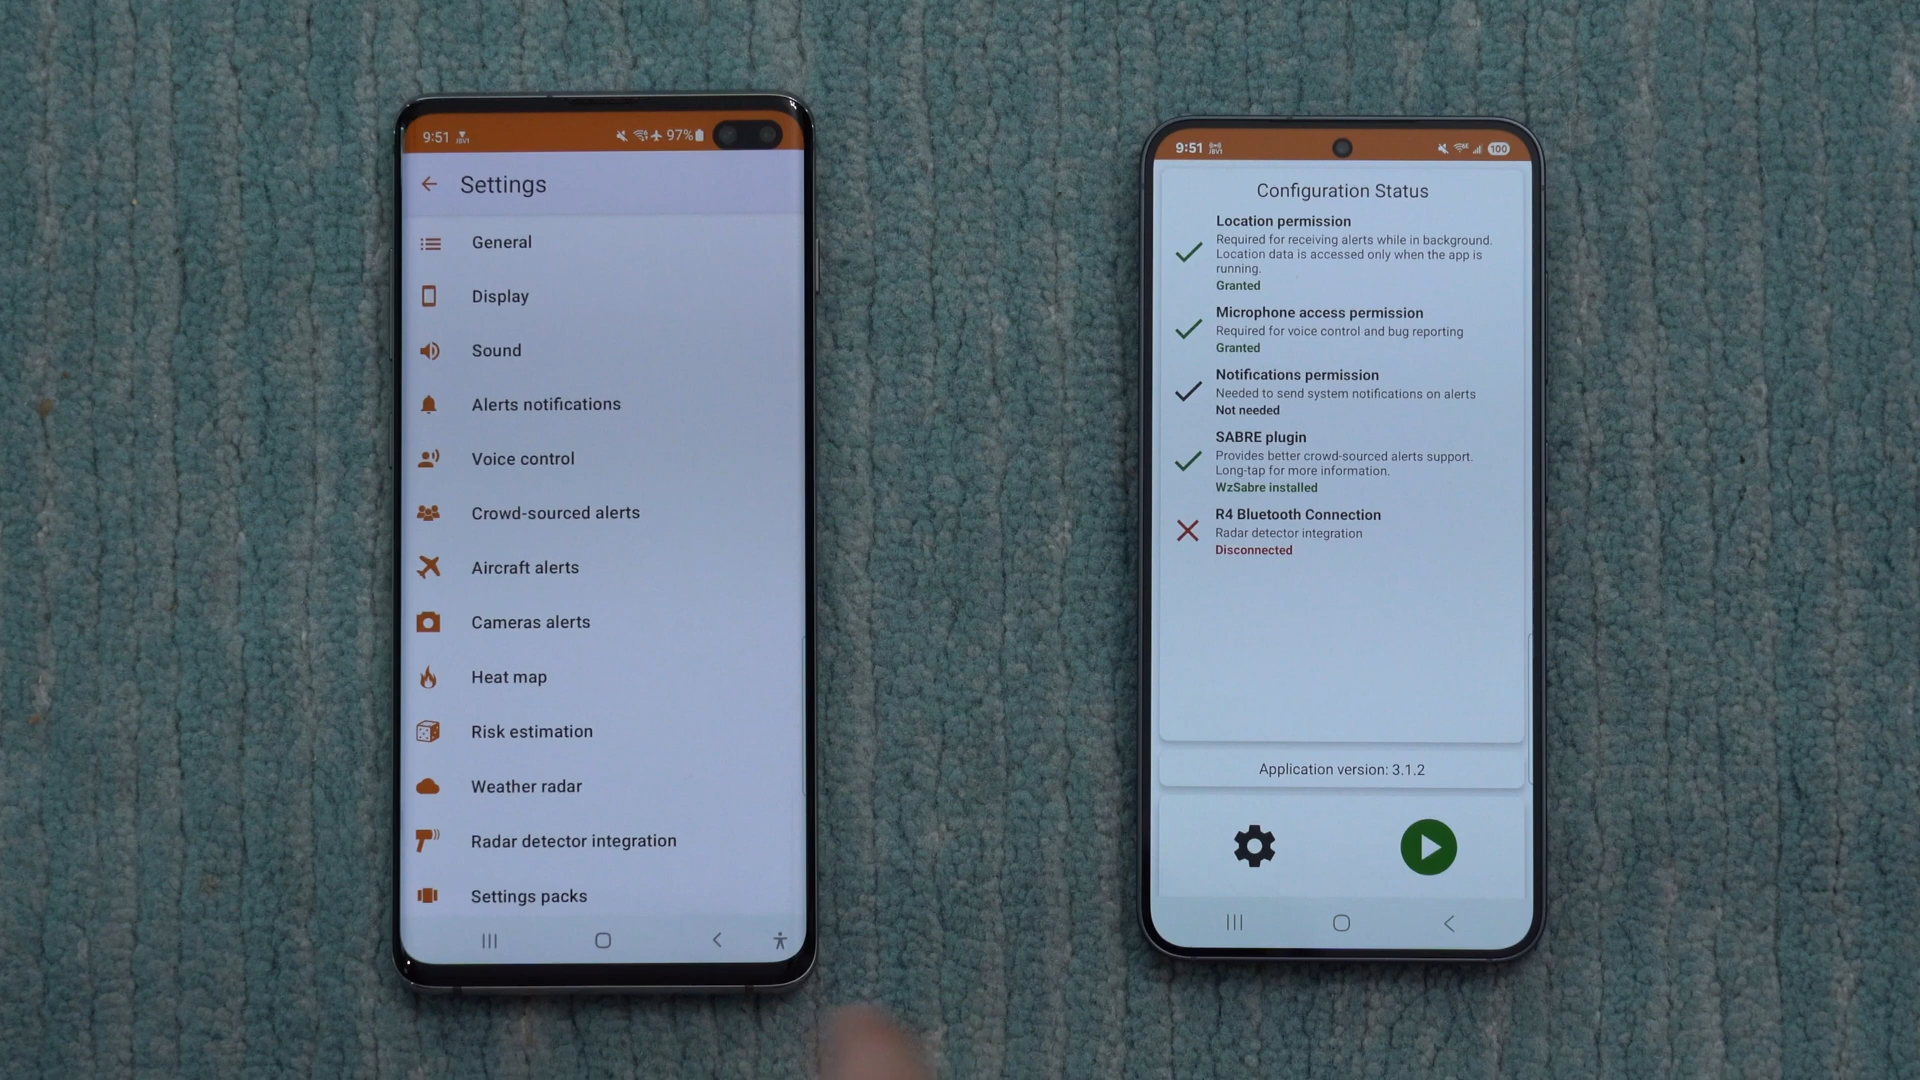 9:51 JBV1 97%
Settings
General
Display
Sound
Alerts notifications
Voice control
Crowd-sourced alerts
Aircraft alerts
Cameras alerts
Heat map
Risk estimation
Weather radar
Radar detector integration
Settings packs
9:51 JBV1 100
Configuration Status
Location permission
Required for receiving alerts while in background.
Location data is accessed only when the app is
running.
Granted
Microphone access permission
Required for voice control and bug reporting
Granted
Notifications permission
Needed to send system notifications on alerts
Not needed
SABRE plugin
Provides better crowd-sourced alerts support.
Long-tap for more information.
WzSabre installed
R4 Bluetooth Connection
Radar detector integration
Disconnected
Application version: 3.1.2